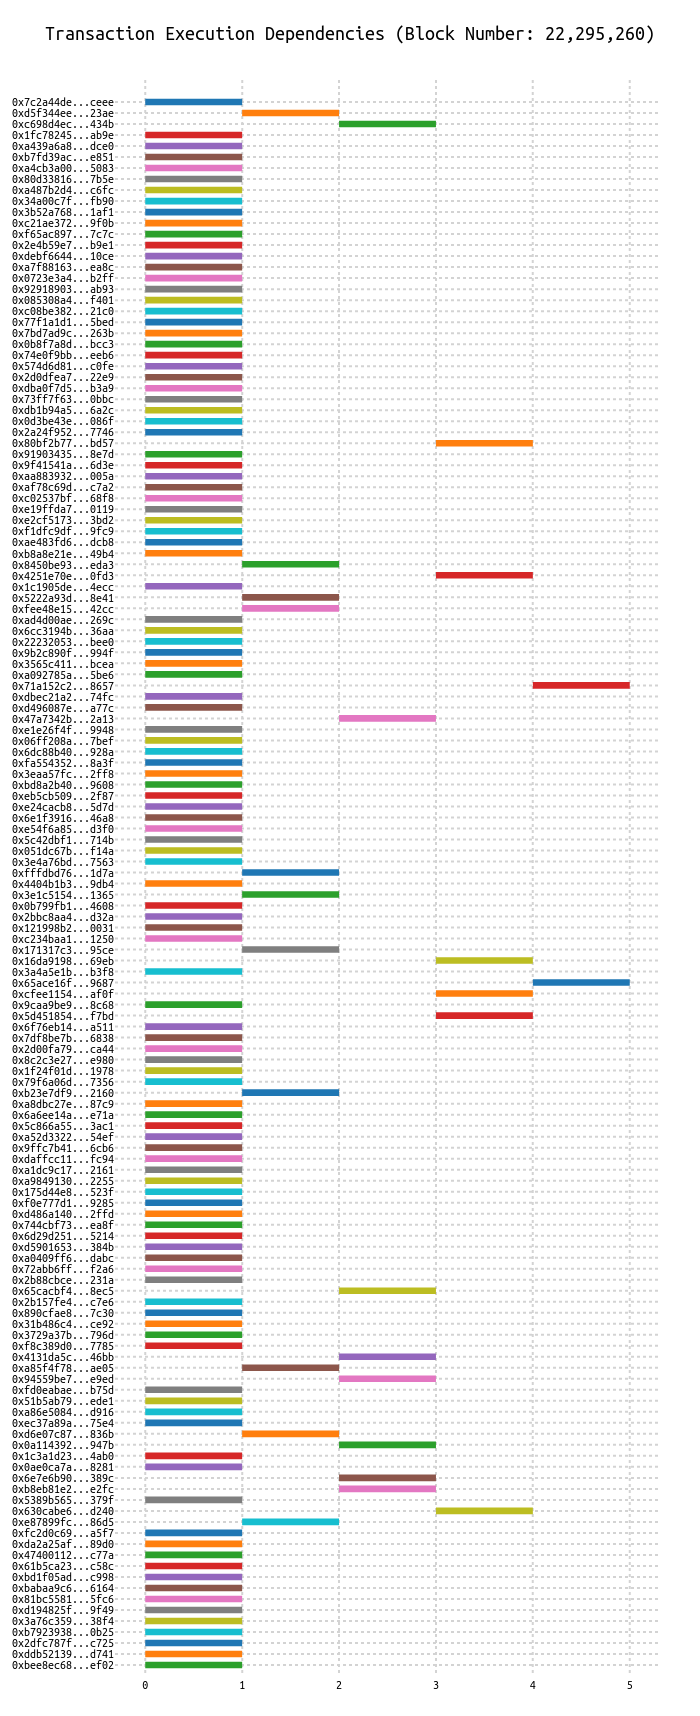 Transaction Execution Dependencies (Block Number: 22,295,260)
0x7c2a44de...ceee
0xd5f344ee...23ae
0xc698d4ec...434b
0x1fc78245...ab9e
0xa439a6a8...dce0
0xb7fd39ac...e851
0xa4cb3a00...5083
0x80d33816...7b5e
0xa487b2d4...c6fc
0x34a00c7f...fb90
0x3b52a768...1af1
0xc21ae372...9f0b
0xf65ac897...7c7c
0x2e4b59e7...b9e1
0xdebf6644...10ce
0xa7f88163...ea8c
0x0723e3a4...b2ff
0x92918903...ab93
0x085308a4...f401
0xc08be382...21c0
0x77f1a1d1...5bed
0x7bd7ad9c...263b
0x0b8f7a8d...bcc3
0x74e0f9bb...eeb6
0x574d6d81...c0fe
0x2d0dfea7...22e9
0xdba0f7d5...b3a9
0x73ff7f63...0bbc
0xdb1b94a5...6a2c
0x0d3be43e...086f
0x2a24f952...7746
0x80bf2b77...bd57
0x91903435...8e7d
0x9f41541a...6d3e
0xaa883932...005a
0xaf78c69d...c7a2
0xc02537bf...68f8
0xe19ffda7...0119
0xe2cf5173...3bd2
0xf1dfc9df...9fc9
0xae483fd6...dcb8
0xb8a8e21e...49b4
0x8450be93...eda3
0x4251e70e...0fd3
0x1c1905de...4ecc
0x5222a93d...8e41
0xfee48e15...42cc
0xad4d00ae...269c
0x6cc3194b...36aa
0x22232053...bee0
0x9b2c890f...994f
0x3565c411...bcea
0xa092785a...5be6
0x71a152c2...8657
0xdbec21a2...74fc
0xd496087e...a77c
0x47a7342b...2a13
0xe1e26f4f...9948
0x06ff208a...7bef
0x6dc88b40...928a
0xfa554352...8a3f
0x3eaa57fc...2ff8
0xbd8a2b40...9608
0xeb5cb509...2f87
0xe24cacb8...5d7d
0x6e1f3916...46a8
0xe54f6a85...d3f0
0x5c42dbf1...714b
0x051dc67b...f14a
0x3e4a76bd...7563
0xfffdbd76...1d7a
0x4404b1b3...9db4
0x3e1c5154...1365
0x0b799fb1...4608
0x2bbc8aa4...d32a
0x121998b2...0031
0xc234baa1...1250
0x171317c3...95ce
0x16da9198...69eb
0x3a4a5e1b...b3f8
0x65ace16f...9687
0xcfee1154...af0f
0x9caa9be9...8c68
0x5d451854...f7bd
0x6f76eb14...a511
0x7df8be7b...6838
0x2d00fa79...ca44
0x8c2c3e27...e980
0x1f24f01d...1978
0x79f6a06d...7356
0xb23e7df9...2160
0xa8dbc27e...87c9
0x6a6ee14a...e71a
0x5c866a55...3ac1
0xa52d3322...54ef
0x9ffc7b41...6cb6
0xdaffcc11...fc94
0xa1dc9c17...2161
0xa9849130...2255
0x175d44e8...523f
0xf0e777d1...9285
0xd486a140...2ffd
0x744cbf73...ea8f
0x6d29d251...5214
0xd5901653...384b
0xa0409ff6...dabc
0x72abb6ff...f2a6
0x2b88cbce...231a
0x65cacbf4...8ec5
0x2b157fe4...c7e6
0x890cfae8...7c30
0x31b486c4...ce92
0x3729a37b...796d
0xf8c389d0...7785
0x4131da5c...46bb
0xa85f4f78...ae05
0x94559be7...e9ed
0xfd0eabae...b75d
0x51b5ab79...ede1
0xa86e5084...d916
0xec37a89a...75e4
0xd6e07c87...836b
0x0a114392...947b
0x1c3a1d23...4ab0
0x0ae0ca7a...8281
0x6e7e6b90...389c
0xb8eb81e2...e2fc
0x5389b565...379f
0x630cabe6...d240
0xe87899fc...86d5
0xfc2d0c69...a5f7
0xda2a25af...89d0
0x47400112...c77a
0x61b5ca23...c58c
0xbd1f05ad...c998
0xbabaa9c6...6164
0x81bc5581...5fc6
0xd194825f...9f49
0x3a76c359...38f4
0xb7923938...0b25
0x2dfc787f...c725
0xddb52139...d741
0xbee8ec68...ef02
0 1 2 3 4 5